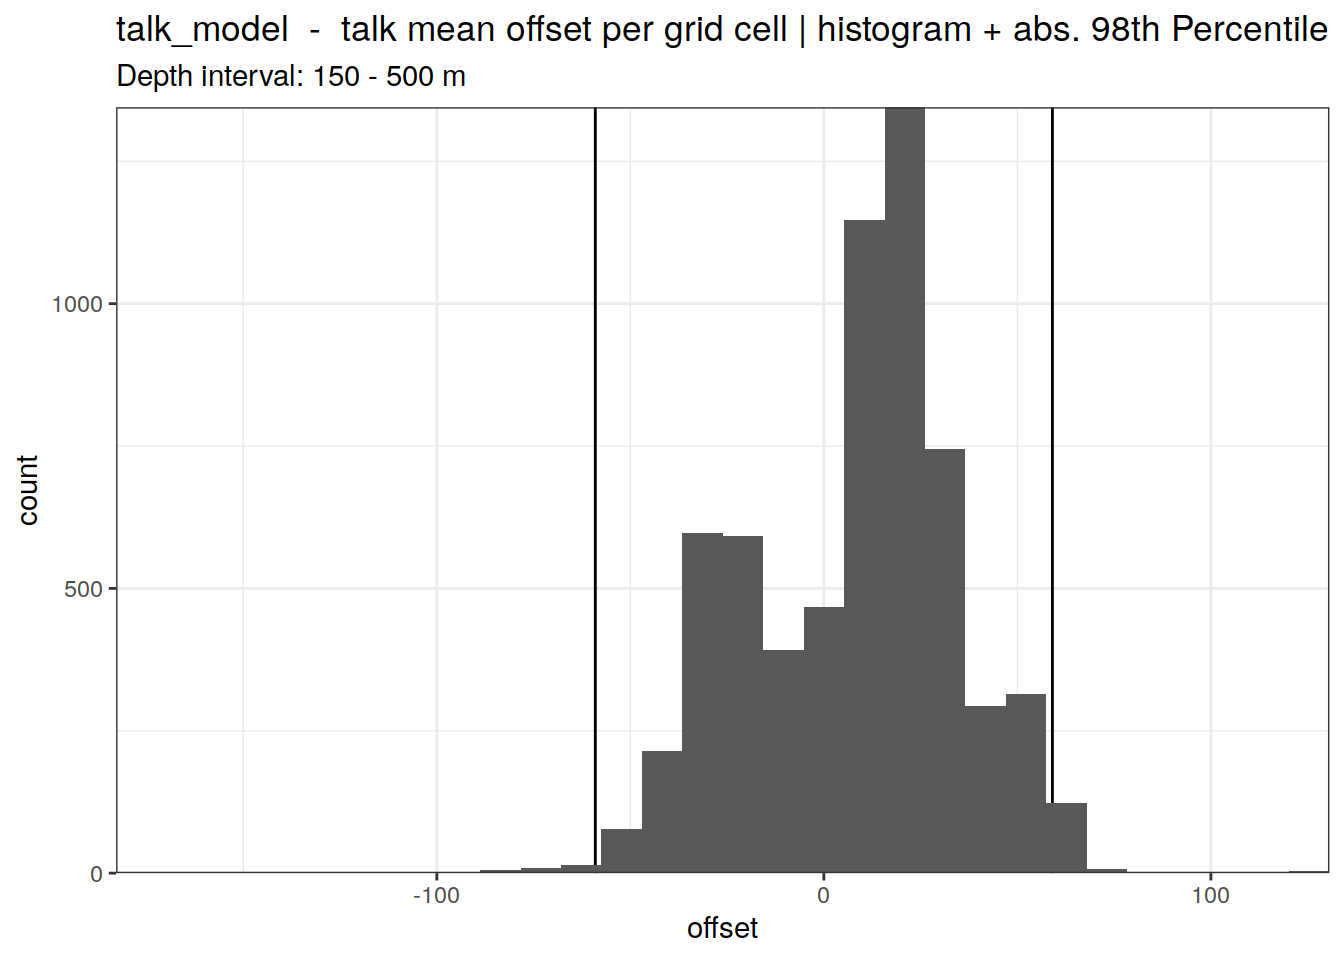 talk_model  -  talk mean offset per grid cell | histogram + abs. 98th Percentile
Depth interval: 150 - 500 m
count
1000
500
0
-100
0
100
offset